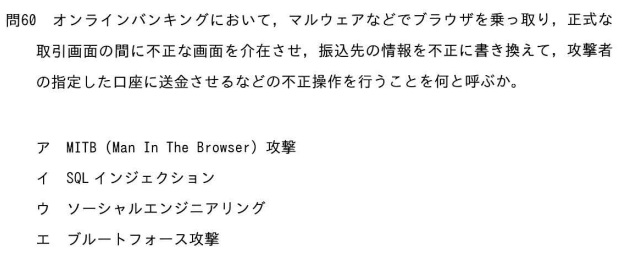 問60 オンラインバンキングにおいて，マルウェアなどでブラウザを乗っ取り，正式な
取引画面の間に不正な画面を介在させ，振込先の情報を不正に書き換えて，攻撃者
の指定した口座に送金させるなどの不正操作を行うことを何と呼ぶか。
ア MITB (Man In The Browser) 攻撃
イ SQL インジェクション
ウ ソーシャルエンジニアリング
エ ブルートフォース攻撃